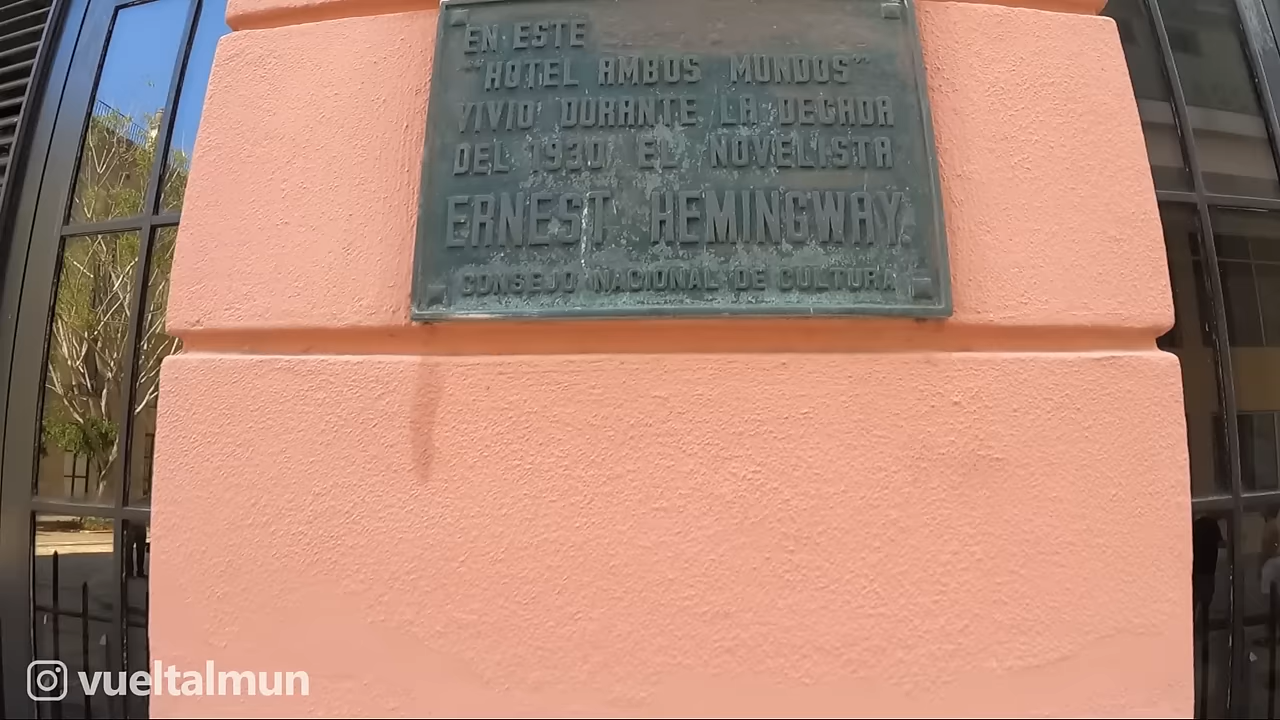 EN ESTE
"HOTEL AMBOS MUNDOS"
VIVIO DURANTE LA DECADA
DEL 1930 EL NOVELISTA
ERNEST HEMINGWAY.
CONSEJO NACIONAL DE CULTURA
vueltalmun